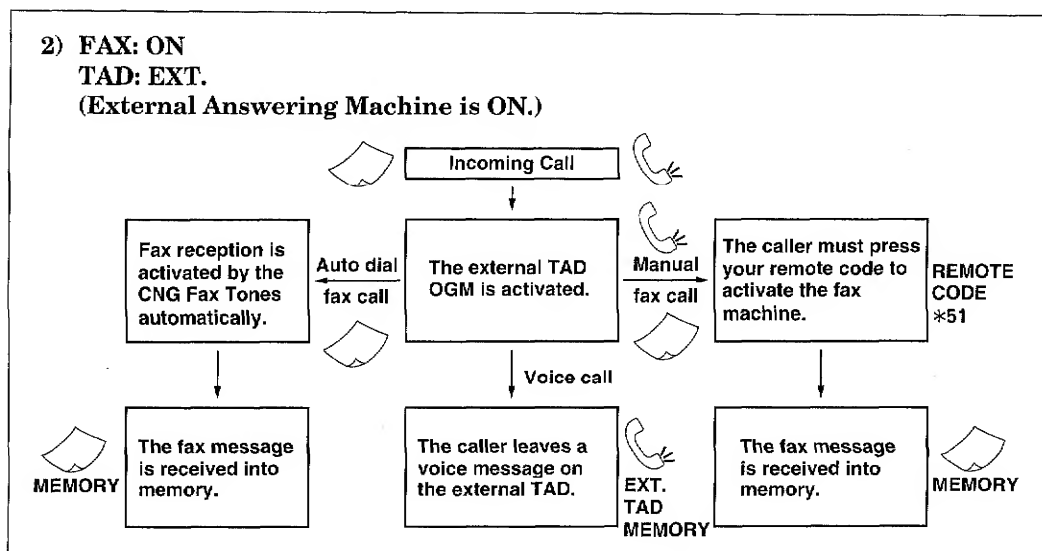 2) FAX: ON
TAD: EXT.
(External Answering Machine is ON.)
Incoming Call
Fax reception is
activated by the
CNG Fax Tones
automatically.
Auto dial
fax call
The external TAD
OGM is activated.
Manual
fax call
The caller must press
your remote code to
activate the fax
machine.
REMOTE
CODE
*51
Voice call
MEMORY
The fax message
is received into
memory.
The caller leaves a
voice message on
the external TAD.
EXT.
TAD
MEMORY
The fax message
is received into
memory.
MEMORY